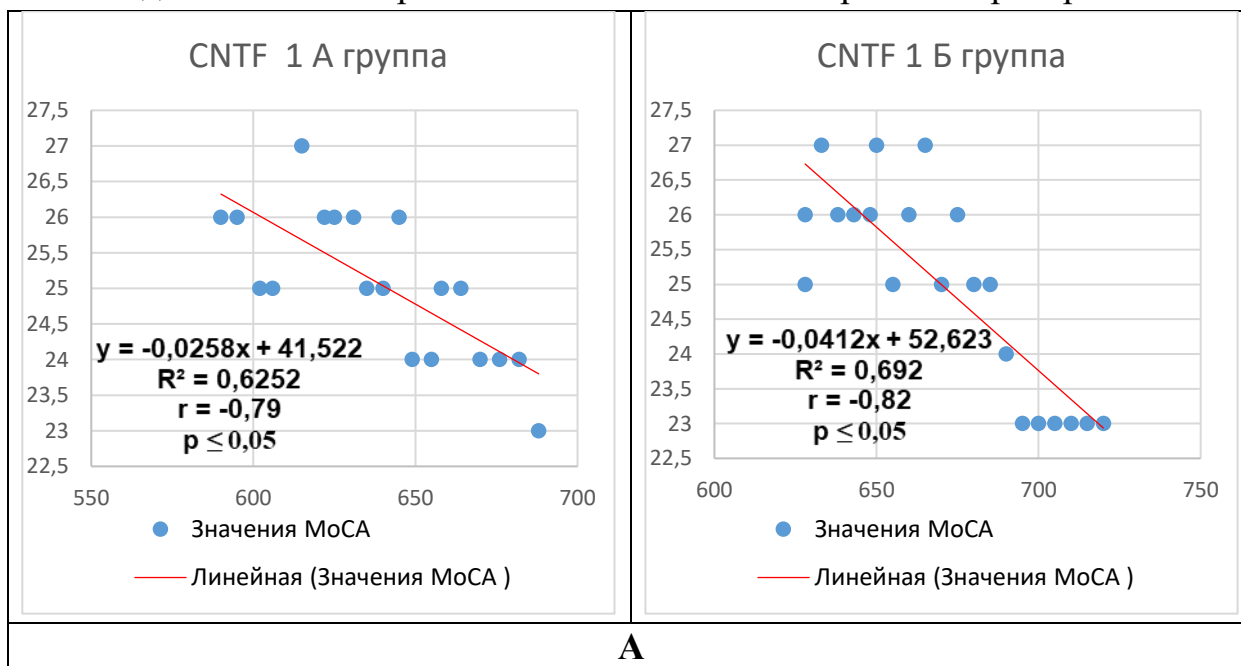 CNTF 1 А группа
27,5
27
26,5
26
25,5
25
24,5
24
23,5
23
22,5
y = -0,0258x + 41,522
R² = 0,6252
r = -0,79
p ≤ 0,05
550 600 650 700
Значения МоСА
Линейная (Значения МоСА )
CNTF 1 Б группа
27,5
27
26,5
26
25,5
25
24,5
24
23,5
23
22,5
y = -0,0412x + 52,623
R² = 0,692
r = -0,82
p ≤ 0,05
600 650 700 750
Значения МоСА
Линейная (Значения МоСА )
А